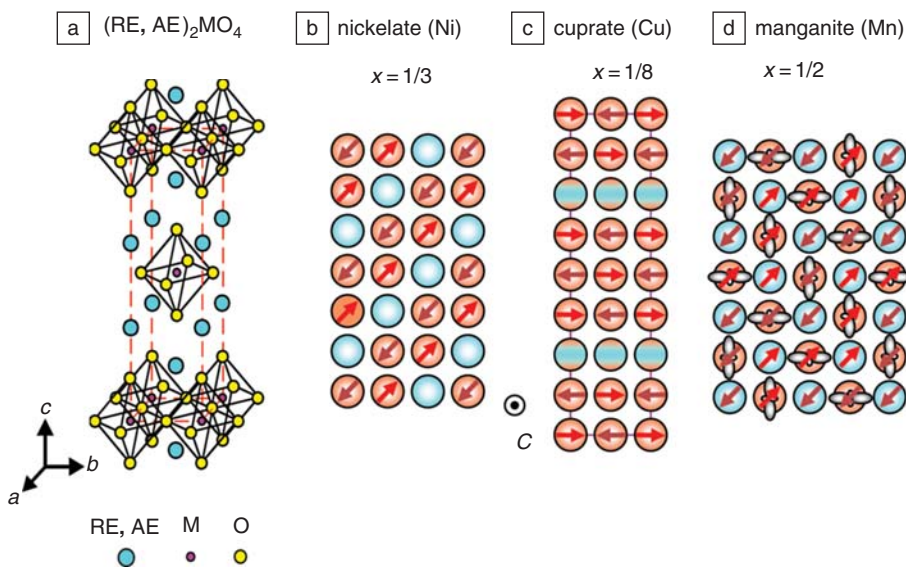 a (RE, AE)₂MO₄
b nickelate (Ni)
c cuprate (Cu)
d manganite (Mn)
x = 1/3
x = 1/8
x = 1/2
c
b
a
C
RE, AE M O